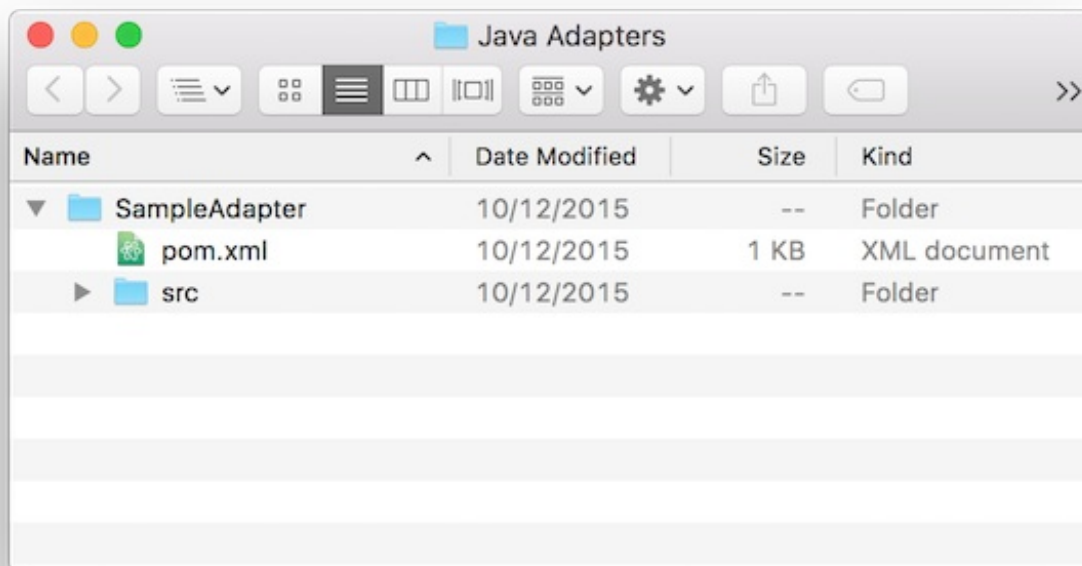 Java Adapters
Name Date Modified Size Kind
SampleAdapter 10/12/2015 -- Folder
pom.xml 10/12/2015 1 KB XML document
src 10/12/2015 -- Folder